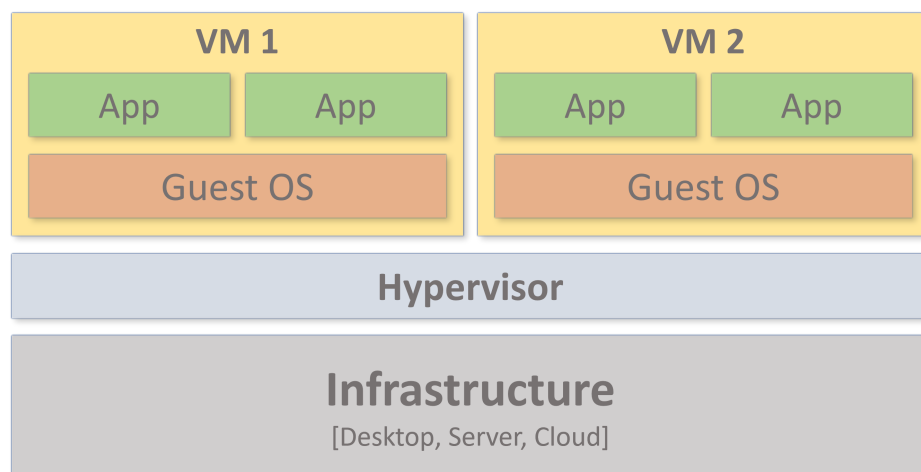 VM 1
App
App
Guest OS
VM 2
App
App
Guest OS
Hypervisor
Infrastructure
[Desktop, Server, Cloud]